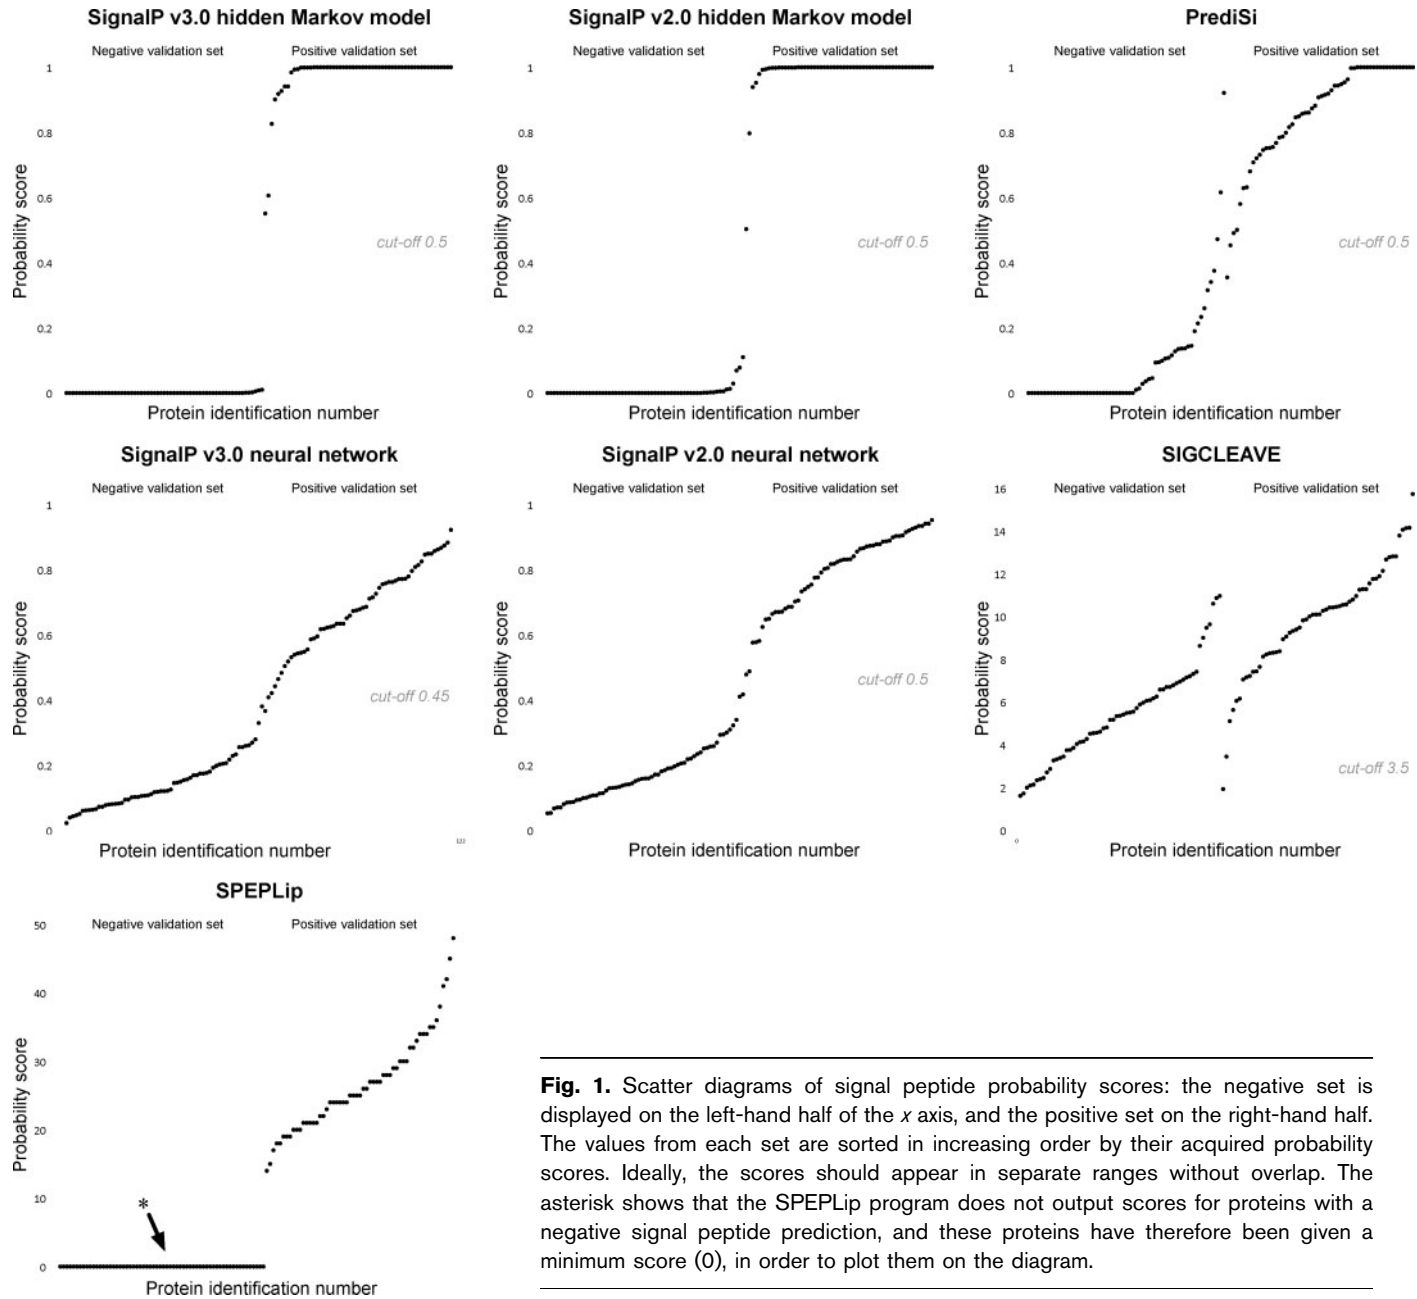 SignalP v3.0 hidden Markov model
Negative validation set
Positive validation set
1
0.8
0.6
0.4
0.2
0
Probability score
cut-off 0.5
Protein identification number
SignalP v2.0 hidden Markov model
Negative validation set
Positive validation set
1
0.8
0.6
0.4
0.2
0
Probability score
cut-off 0.5
Protein identification number
PrediSi
Negative validation set
Positive validation set
1
0.8
0.6
0.4
0.2
0
Probability score
cut-off 0.5
Protein identification number
SignalP v3.0 neural network
Negative validation set
Positive validation set
1
0.8
0.6
0.4
0.2
0
Probability score
cut-off 0.45
Protein identification number
SignalP v2.0 neural network
Negative validation set
Positive validation set
1
0.8
0.6
0.4
0.2
0
Probability score
cut-off 0.5
Protein identification number
SIGCLEAVE
Negative validation set
Positive validation set
16
14
12
10
8
6
4
2
0
Probability score
cut-off 3.5
0
Protein identification number
SPEPLip
Negative validation set
Positive validation set
50
40
30
20
10
0
Probability score
*
Protein identification number
Fig. 1. Scatter diagrams of signal peptide probability scores: the negative set is
displayed on the left-hand half of the x axis, and the positive set on the right-hand half.
The values from each set are sorted in increasing order by their acquired probability
scores. Ideally, the scores should appear in separate ranges without overlap. The
asterisk shows that the SPEPLip program does not output scores for proteins with a
negative signal peptide prediction, and these proteins have therefore been given a
minimum score (0), in order to plot them on the diagram.